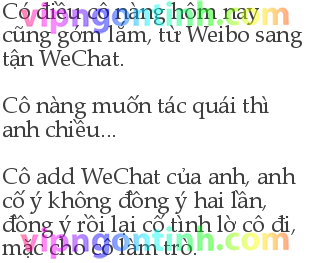 Có điều cô nàng hôm nay
cũng gớm lắm, từ Weibo sang
tận WeChat.
Cô nàng muốn tác quái thì
anh chiều...
Cô add WeChat của anh, anh
cố ý không đồng ý hai lần,
đồng ý rồi lại cố tình lờ cô đi,
mặc cho cô làm trò.
vipngontinh.com
vipngontinh.com
vipngontinh.com